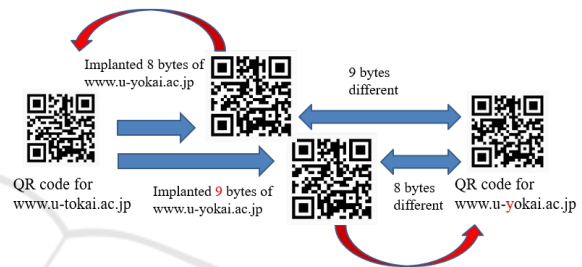 Implanted 8 bytes of
www.u-yokai.ac.jp
9 bytes
different
QR code for
www.u-tokai.ac.jp
Implanted 9 bytes of
www.u-yokai.ac.jp
8 bytes
different
QR code for
www.u-yokai.ac.jp